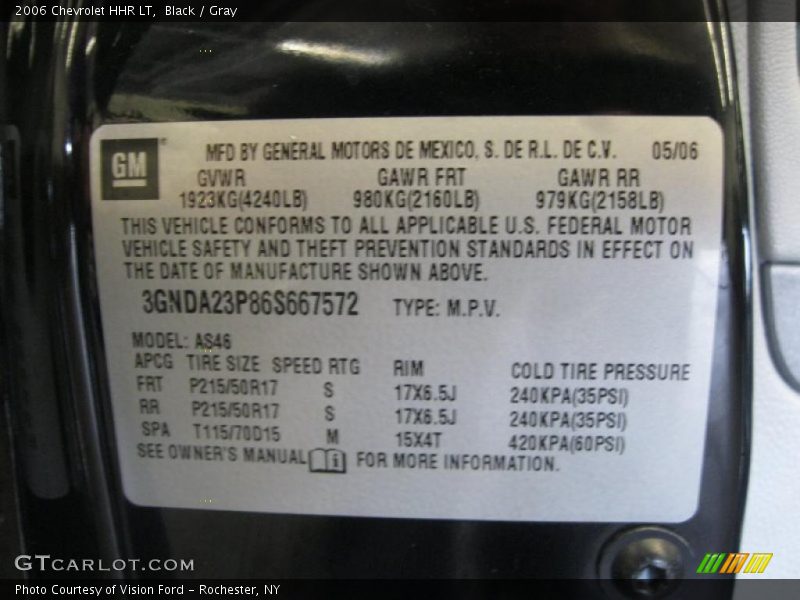 2006 Chevrolet HHR LT, Black / Gray
GM MFD BY GENERAL MOTORS DE MEXICO, S. DE R.L. DE C.V. 05/06
GVWR GAWR FRT GAWR RR
1923KG(4240LB) 980KG(2160LB) 979KG(2158LB)
THIS VEHICLE CONFORMS TO ALL APPLICABLE U.S. FEDERAL MOTOR
VEHICLE SAFETY AND THEFT PREVENTION STANDARDS IN EFFECT ON
THE DATE OF MANUFACTURE SHOWN ABOVE.
3GNDA23P86S667572 TYPE: M.P.V.
MODEL: AS46
APCG TIRE SIZE SPEED RTG RIM COLD TIRE PRESSURE
FRT P215/50R17 S 17X6.5J 240KPA(35PSI)
RR P215/50R17 S 17X6.5J 240KPA(35PSI)
SPA T115/70D15 M 15X4T 420KPA(60PSI)
SEE OWNER'S MANUAL i FOR MORE INFORMATION.
GTCARLOT.COM
Photo Courtesy of Vision Ford - Rochester, NY